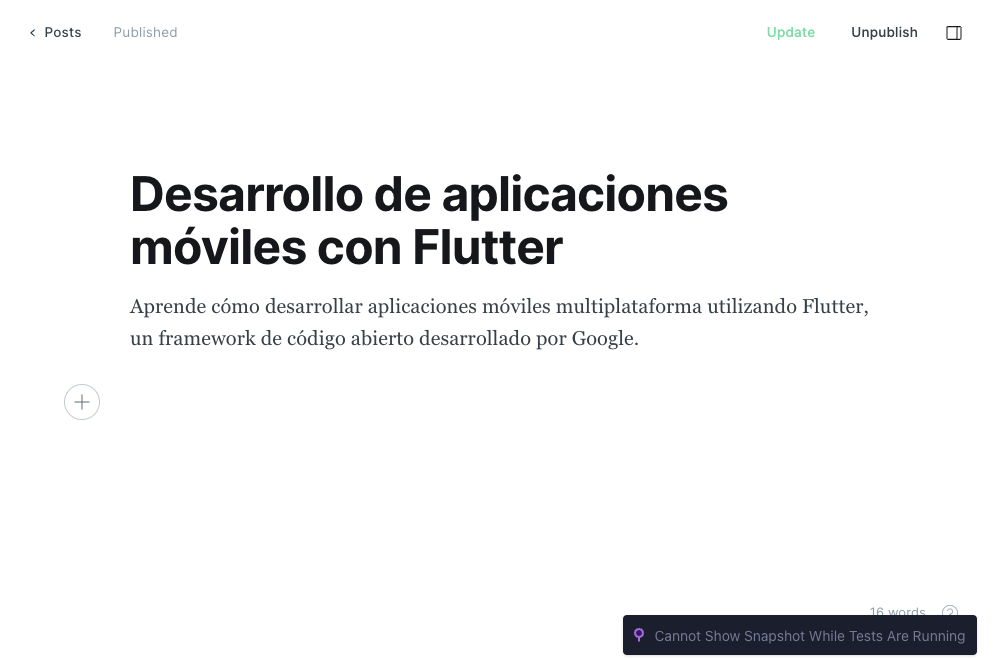 Posts
Published
Update
Unpublish
Desarrollo de aplicaciones
móviles con Flutter
Aprende cómo desarrollar aplicaciones móviles multiplataforma utilizando Flutter,
un framework de código abierto desarrollado por Google.
16 words
Cannot Show Snapshot While Tests Are Running